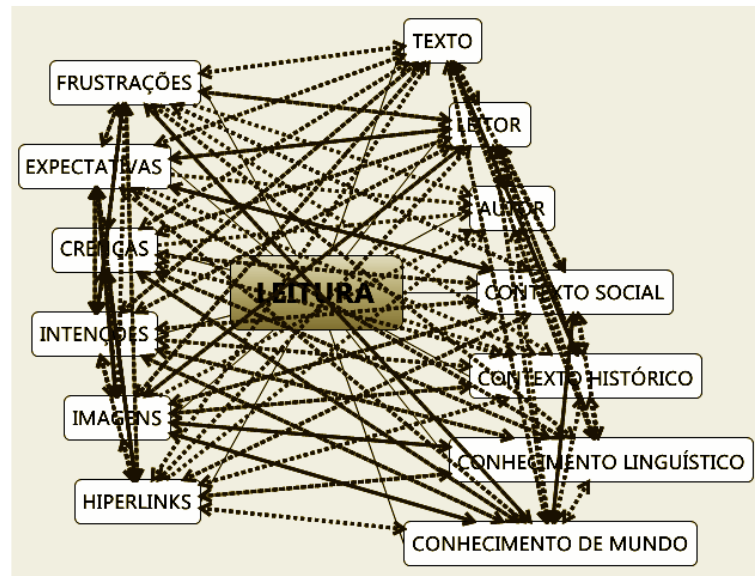 TEXTO
FRUSTRAÇÕES
LEITOR
EXPECTATIVAS
AUTOR
CRENÇAS
LEITURA
CONTEXTO SOCIAL
INTENÇÕES
CONTEXTO HISTÓRICO
IMAGENS
CONHECIMENTO LINGUÍSTICO
HIPERLINKS
CONHECIMENTO DE MUNDO